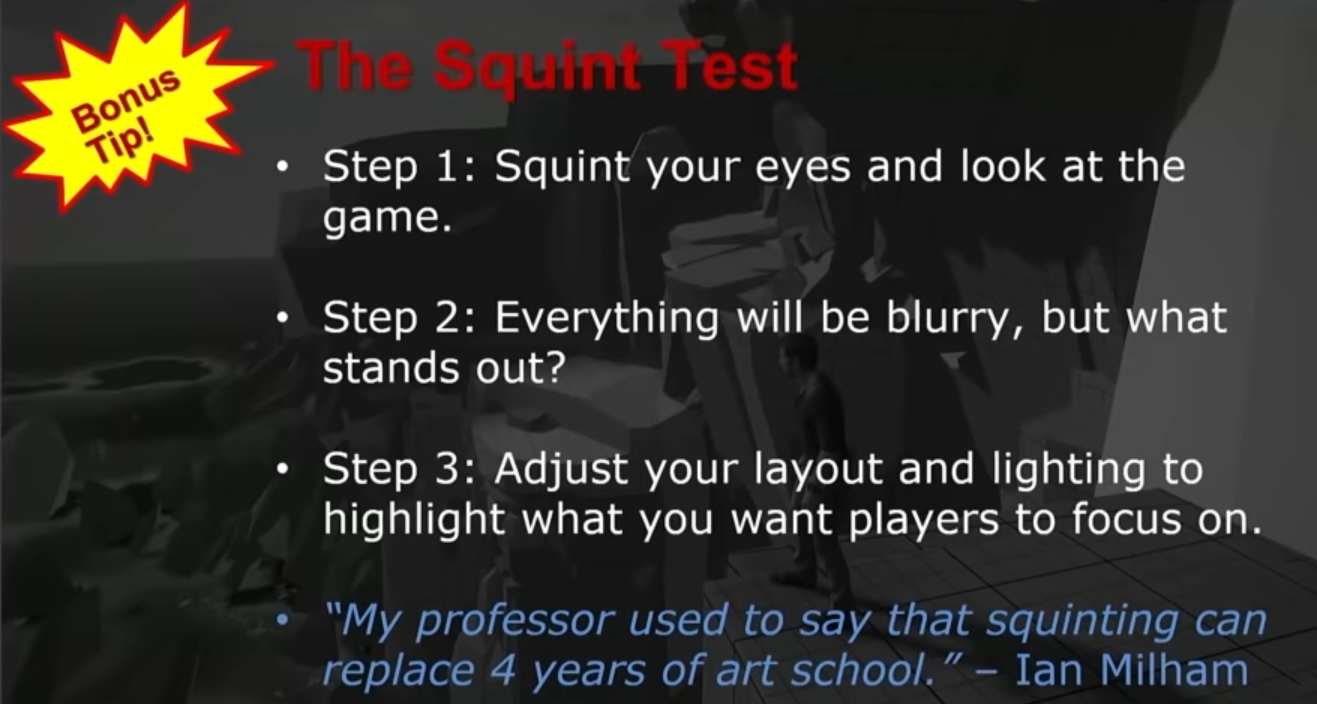 Bonus
Tip!
The Squint Test
• Step 1: Squint your eyes and look at the
game.
• Step 2: Everything will be blurry, but what
stands out?
• Step 3: Adjust your layout and lighting to
highlight what you want players to focus on.
• “My professor used to say that squinting can
replace 4 years of art school.” – Ian Milham